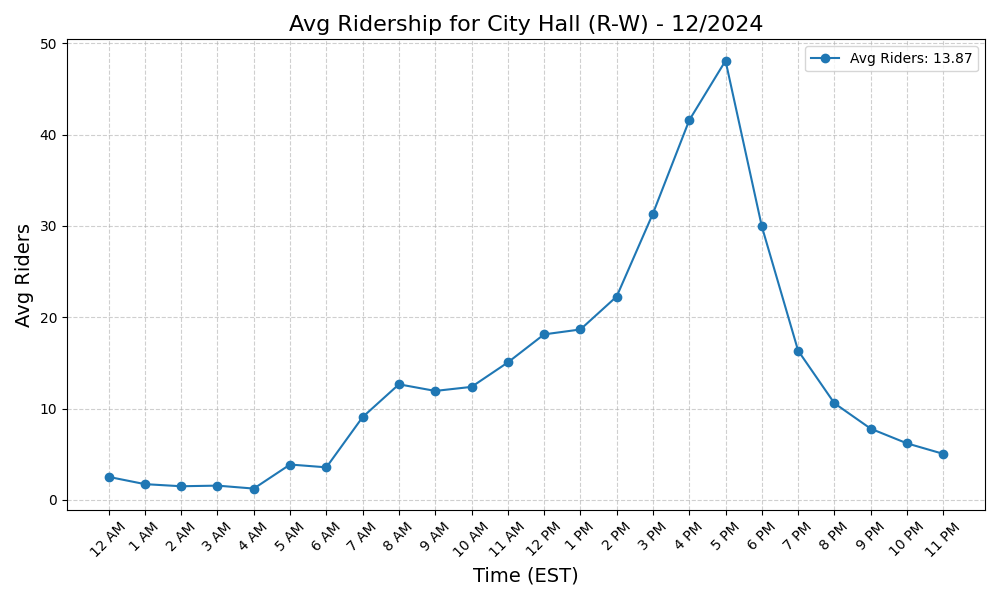 Avg Ridership for City Hall (R-W) - 12/2024
Avg Riders: 13.87
Avg Riders
50
40
30
20
10
0
12 AM
1 AM
2 AM
3 AM
4 AM
5 AM
6 AM
7 AM
8 AM
9 AM
10 AM
11 AM
12 PM
1 PM
2 PM
3 PM
4 PM
5 PM
6 PM
7 PM
8 PM
9 PM
10 PM
11 PM
Time (EST)